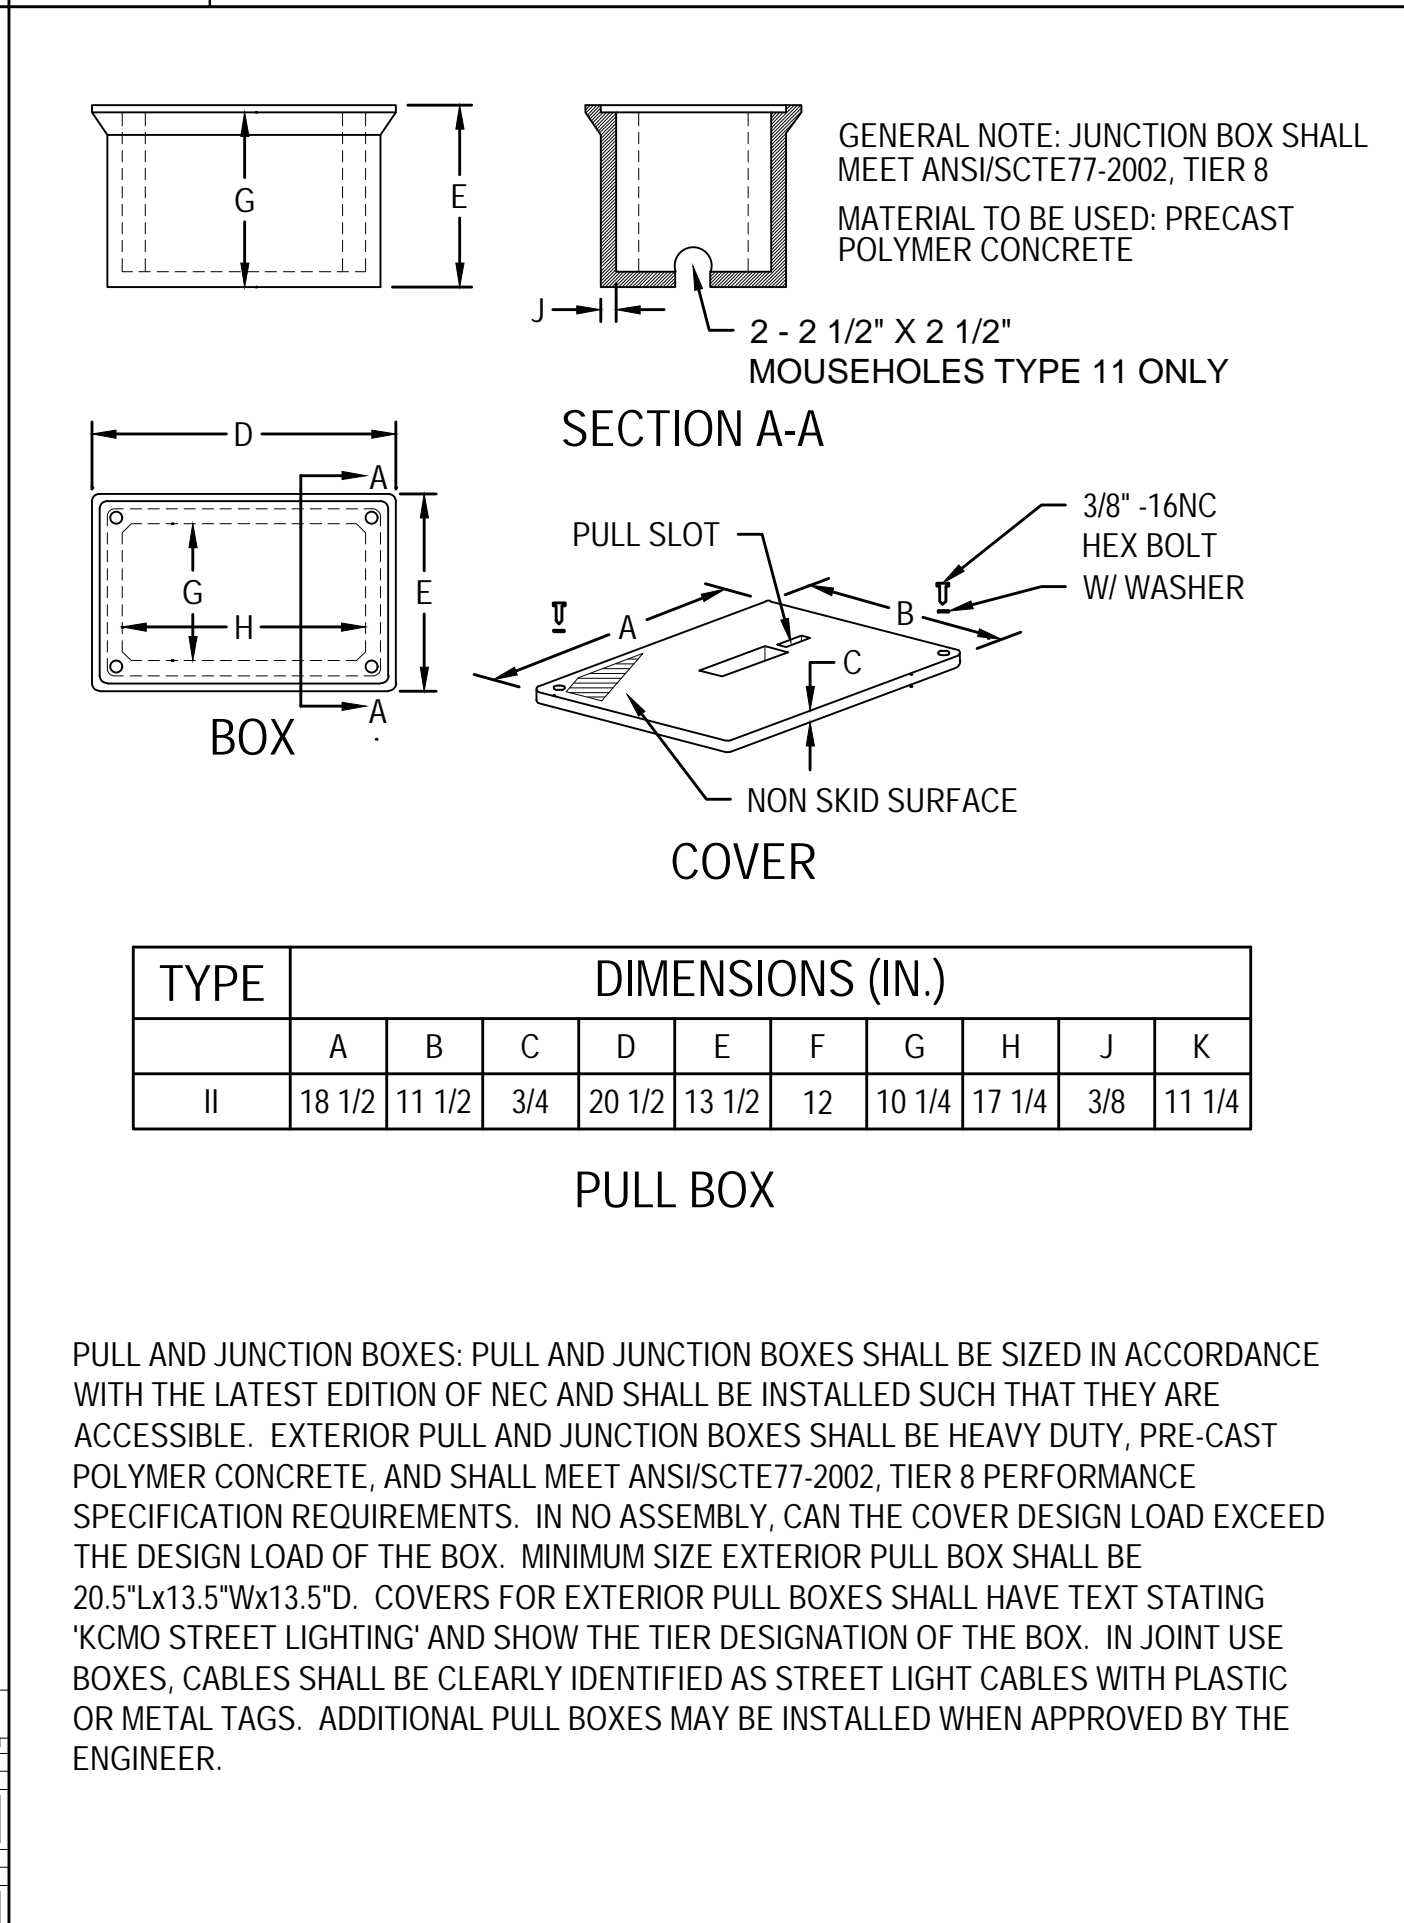 GENERAL NOTE: JUNCTION BOX SHALL
MEET ANSI/SCTE77-2002, TIER 8
MATERIAL TO BE USED: PRECAST
POLYMER CONCRETE
G
E
J
2 - 2 1/2" X 2 1/2"
MOUSEHOLES TYPE 11 ONLY
SECTION A-A
D
A
G
E
H
A
BOX
PULL SLOT
3/8" -16NC
HEX BOLT
W/ WASHER
A
B
C
NON SKID SURFACE
COVER
TYPE DIMENSIONS (IN.)
A B C D E F G H J K
II 18 1/2 11 1/2 3/4 20 1/2 13 1/2 12 10 1/4 17 1/4 3/8 11 1/4
PULL BOX
PULL AND JUNCTION BOXES: PULL AND JUNCTION BOXES SHALL BE SIZED IN ACCORDANCE
WITH THE LATEST EDITION OF NEC AND SHALL BE INSTALLED SUCH THAT THEY ARE
ACCESSIBLE. EXTERIOR PULL AND JUNCTION BOXES SHALL BE HEAVY DUTY, PRE-CAST
POLYMER CONCRETE, AND SHALL MEET ANSI/SCTE77-2002, TIER 8 PERFORMANCE
SPECIFICATION REQUIREMENTS. IN NO ASSEMBLY, CAN THE COVER DESIGN LOAD EXCEED
THE DESIGN LOAD OF THE BOX. MINIMUM SIZE EXTERIOR PULL BOX SHALL BE
20.5"Lx13.5"Wx13.5"D. COVERS FOR EXTERIOR PULL BOXES SHALL HAVE TEXT STATING
'KCMO STREET LIGHTING' AND SHOW THE TIER DESIGNATION OF THE BOX. IN JOINT USE
BOXES, CABLES SHALL BE CLEARLY IDENTIFIED AS STREET LIGHT CABLES WITH PLASTIC
OR METAL TAGS. ADDITIONAL PULL BOXES MAY BE INSTALLED WHEN APPROVED BY THE
ENGINEER.